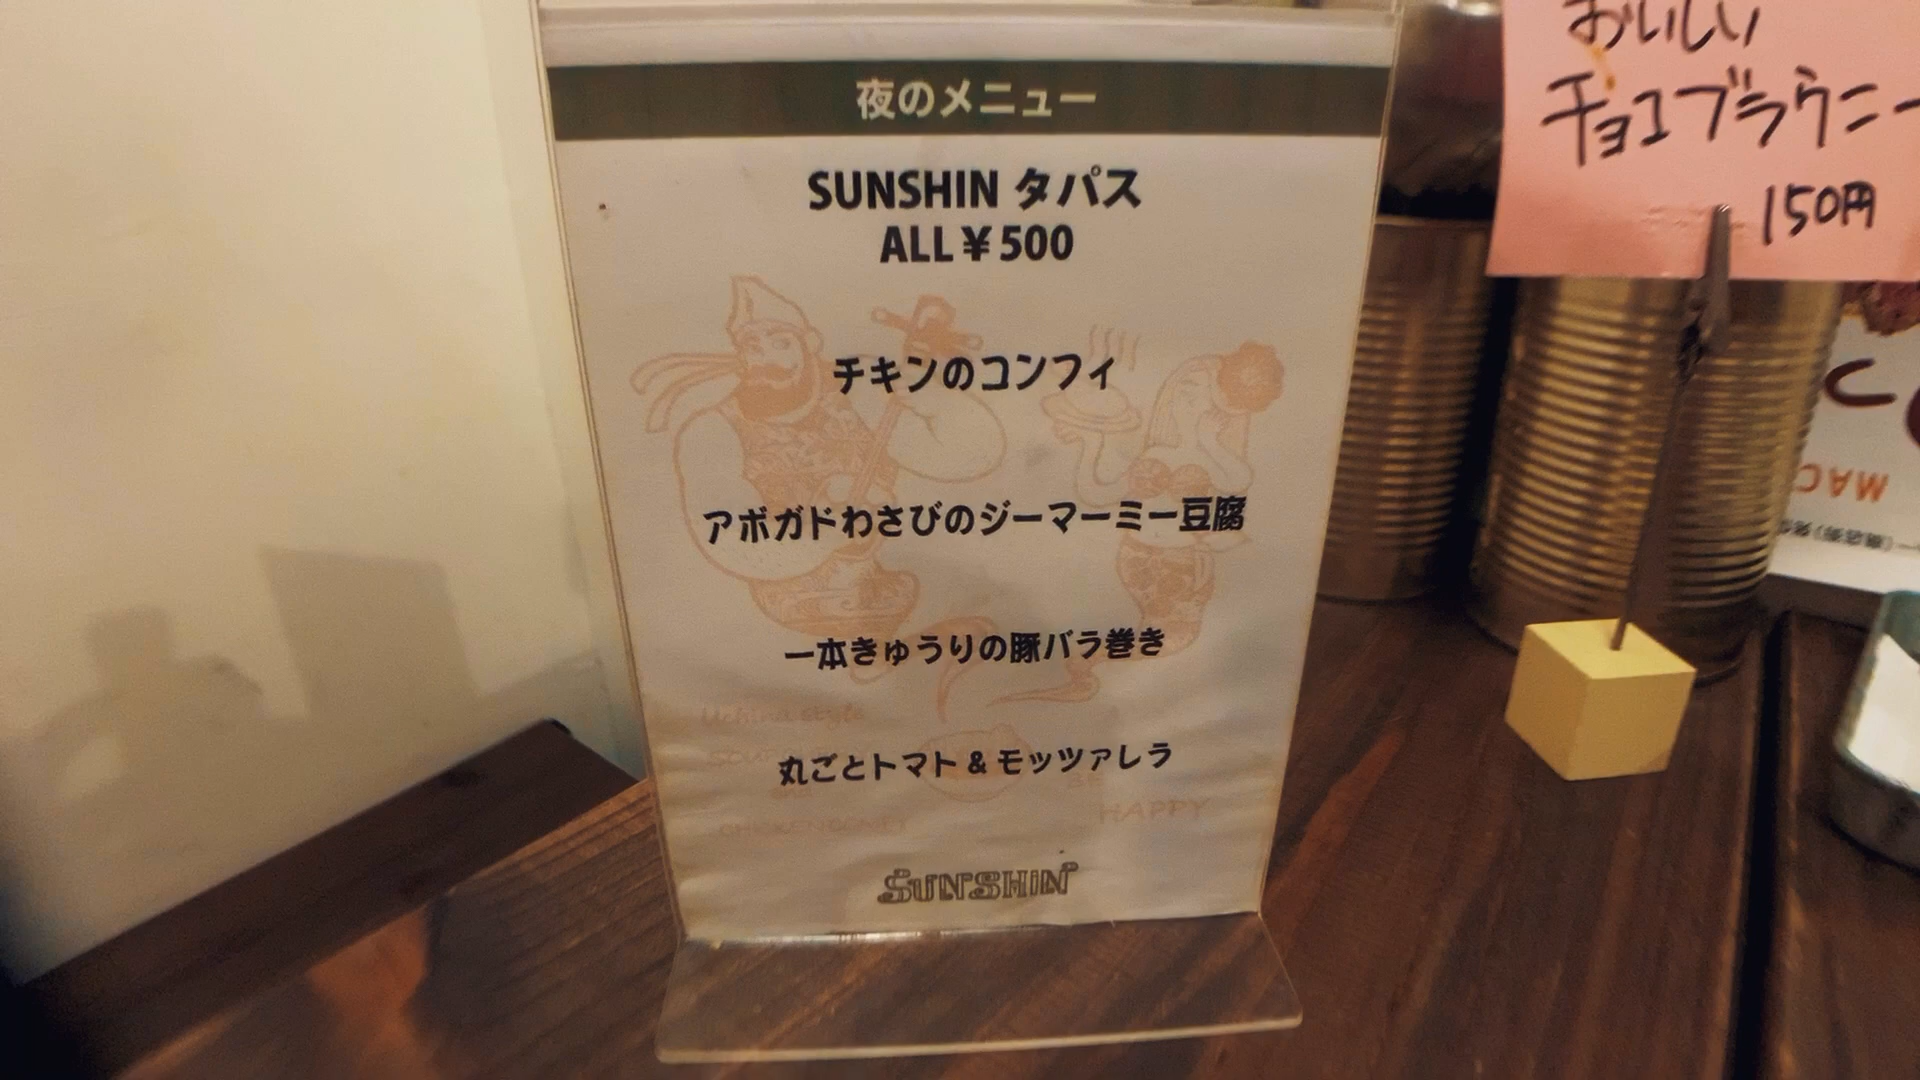 夜のメニュー
SUNSHIN タパス
ALL ¥500
チキンのコンフィ
アボガドわさびのジーマーミー豆腐
一本きゅうりの豚バラ巻き
丸ごとトマト & モッツァレラ
Uchina style
HAPPY
SUNSHIN
おいしい
チョコブラウニー
150円
MAC